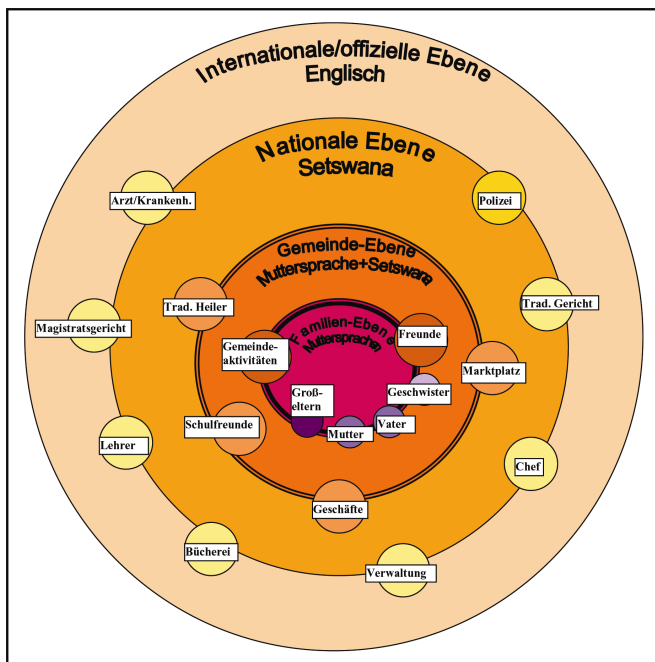 Internationale/offizielle Ebene
Englisch
Nationale Ebene
Setswana
Arzt/Krankenh.
Polizei
Gemeinde-Ebene
Muttersprache+Setswana
Trad. Heiler
Trad. Gericht
Magistratsgericht
Familien-Ebene
Muttersprachen
Freunde
Gemeinde-
aktivitäten
Marktplatz
Groß-
eltern
Geschwister
Schulfreunde
Mutter
Vater
Lehrer
Chef
Geschäfte
Bücherei
Verwaltung